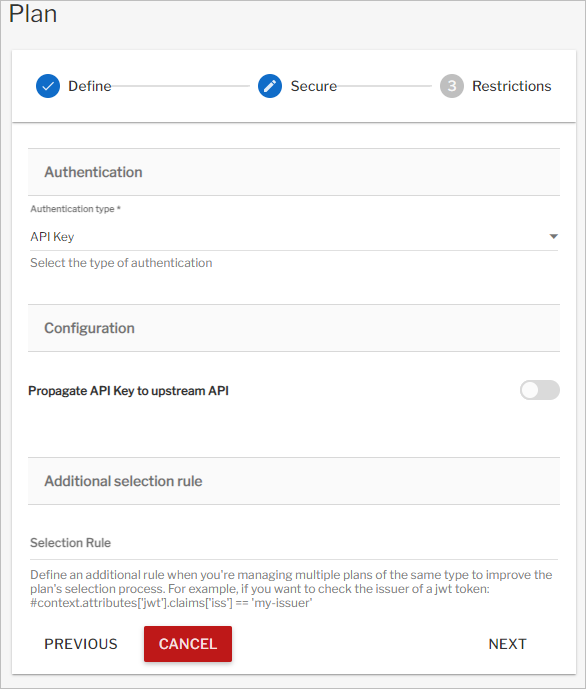 Plan
Define
Secure
3 Restrictions
Authentication
Authentication type *
API Key
Select the type of authentication
Configuration
Propagate API Key to upstream API
Additional selection rule
Selection Rule
Define an additional rule when you're managing multiple plans of the same type to improve the
plan's selection process. For example, if you want to check the issuer of a jwt token:
#context.attributes['jwt'].claims['iss'] == 'my-issuer'
PREVIOUS
CANCEL
NEXT